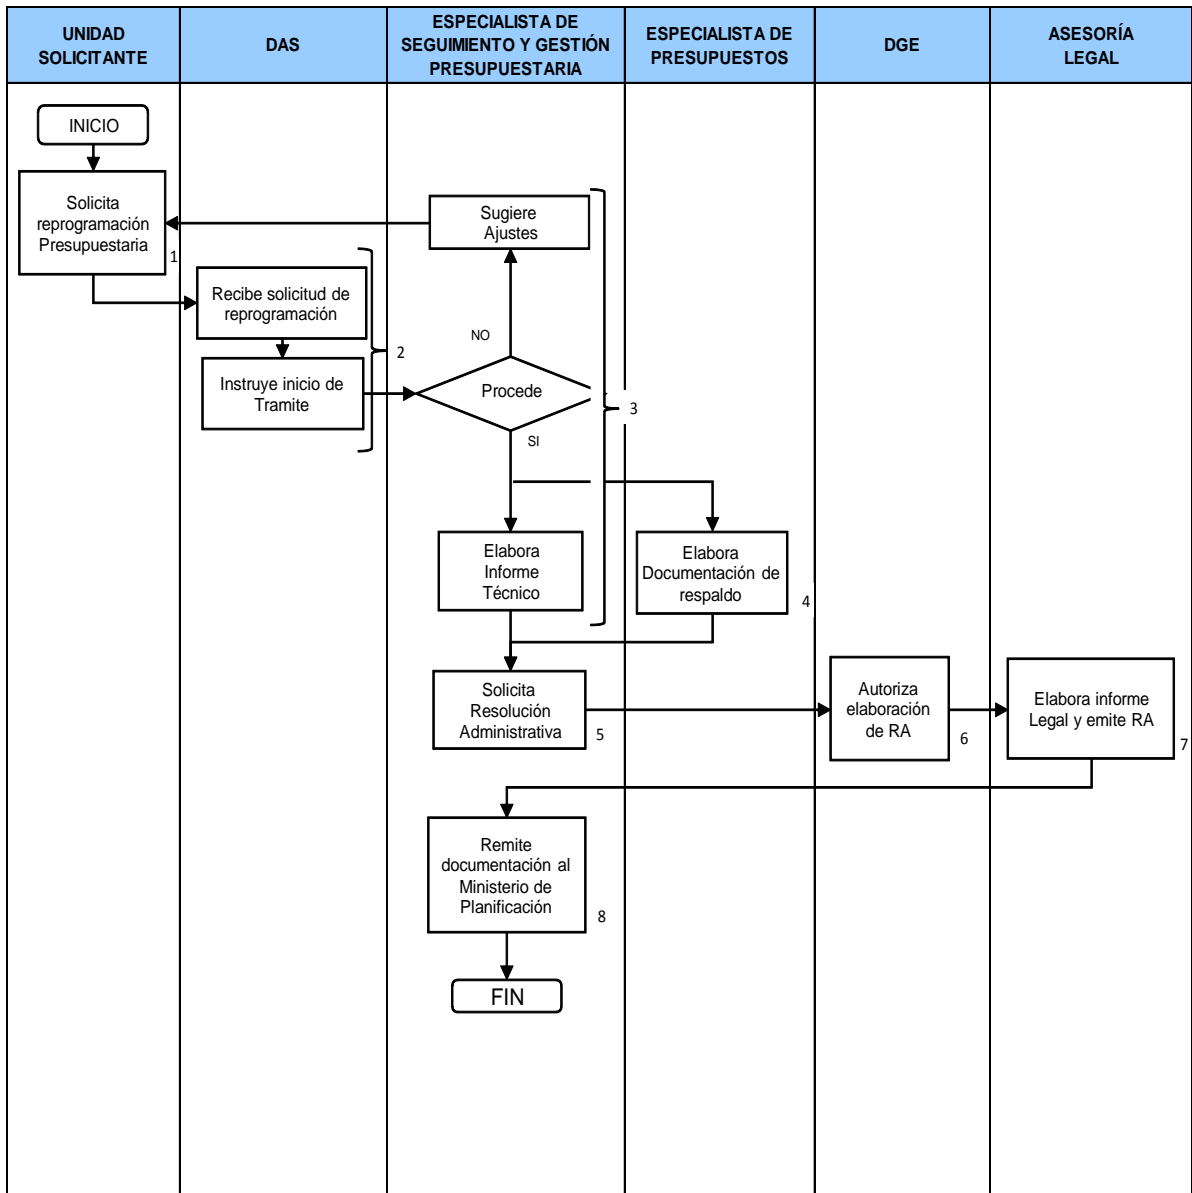 UNIDAD
SOLICITANTE
DAS
ESPECIALISTA DE
SEGUIMIENTO Y GESTIÓN
PRESUPUESTARIA
ESPECIALISTA DE
PRESUPUESTOS
DGE
ASESORÍA
LEGAL
INICIO
Solicita
reprogramación
Presupuestaria
1
Sugiere
Ajustes
Recibe solicitud de
reprogramación
Instruye inicio de
Tramite
2
NO
Procede
SI
3
Elabora
Informe
Técnico
Elabora
Documentación de
respaldo
4
Solicita
Resolución
Administrativa
5
Autoriza
elaboración
de RA
6
Elabora informe
Legal y emite RA
7
Remite
documentación al
Ministerio de
Planificación
8
FIN